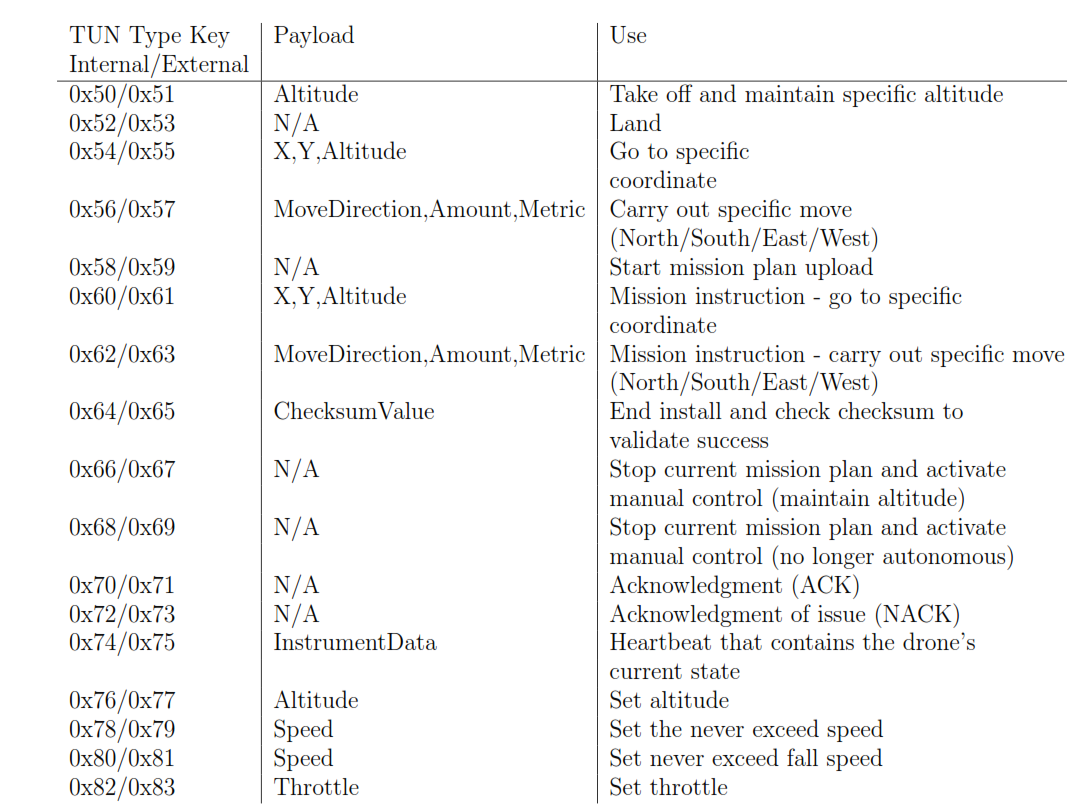 TUN Type Key Payload Use
Internal/External
0x50/0x51 Altitude Take off and maintain specific altitude
0x52/0x53 N/A Land
0x54/0x55 X,Y,Altitude Go to specific
coordinate
0x56/0x57 MoveDirection,Amount,Metric Carry out specific move
(North/South/East/West)
0x58/0x59 N/A Start mission plan upload
0x60/0x61 X,Y,Altitude Mission instruction - go to specific
coordinate
0x62/0x63 MoveDirection,Amount,Metric Mission instruction - carry out specific move
(North/South/East/West)
0x64/0x65 ChecksumValue End install and check checksum to
validate success
0x66/0x67 N/A Stop current mission plan and activate
manual control (maintain altitude)
0x68/0x69 N/A Stop current mission plan and activate
manual control (no longer autonomous)
0x70/0x71 N/A Acknowledgment (ACK)
0x72/0x73 N/A Acknowledgment of issue (NACK)
0x74/0x75 InstrumentData Heartbeat that contains the drone's
current state
0x76/0x77 Altitude Set altitude
0x78/0x79 Speed Set the never exceed speed
0x80/0x81 Speed Set never exceed fall speed
0x82/0x83 Throttle Set throttle